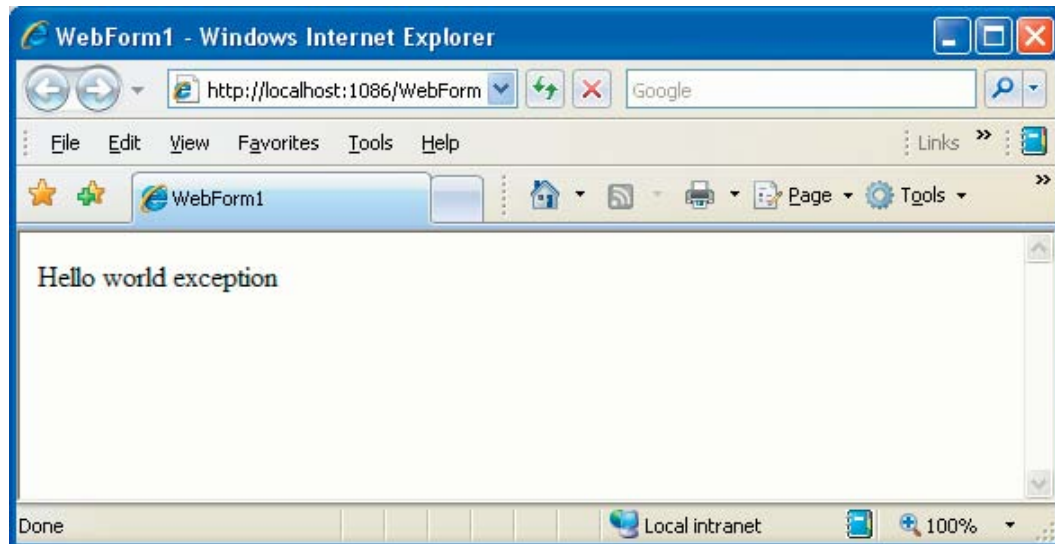 WebForm1 - Windows Internet Explorer
http://localhost:1086/WebForm
Google
File Edit View Favorites Tools Help Links »
WebForm1 Page Tools »
Hello world exception
Done Local intranet 100%